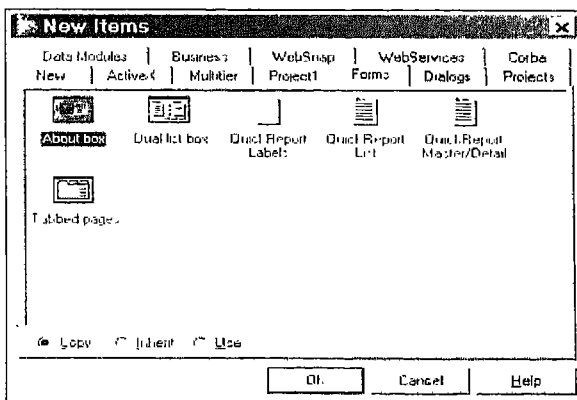 New Items
Data Modules Business WebSnap WebServices Corba
New ActiveX Multitier Project1 Forms Dialogs Projects
About box Dual list box Quick Report Labels Quick Report List Quick Report Master/Detail
Tabbed pages
Copy Inherit Use
OK Cancel Help